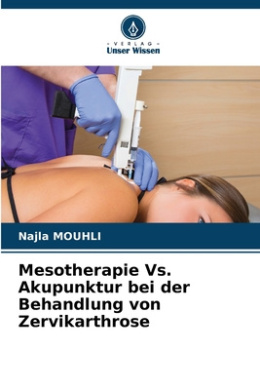 VERLAG
Unser Wissen
Najla MOUHLI
Mesotherapie Vs.
Akupunktur bei der
Behandlung von
Zervikarthrose